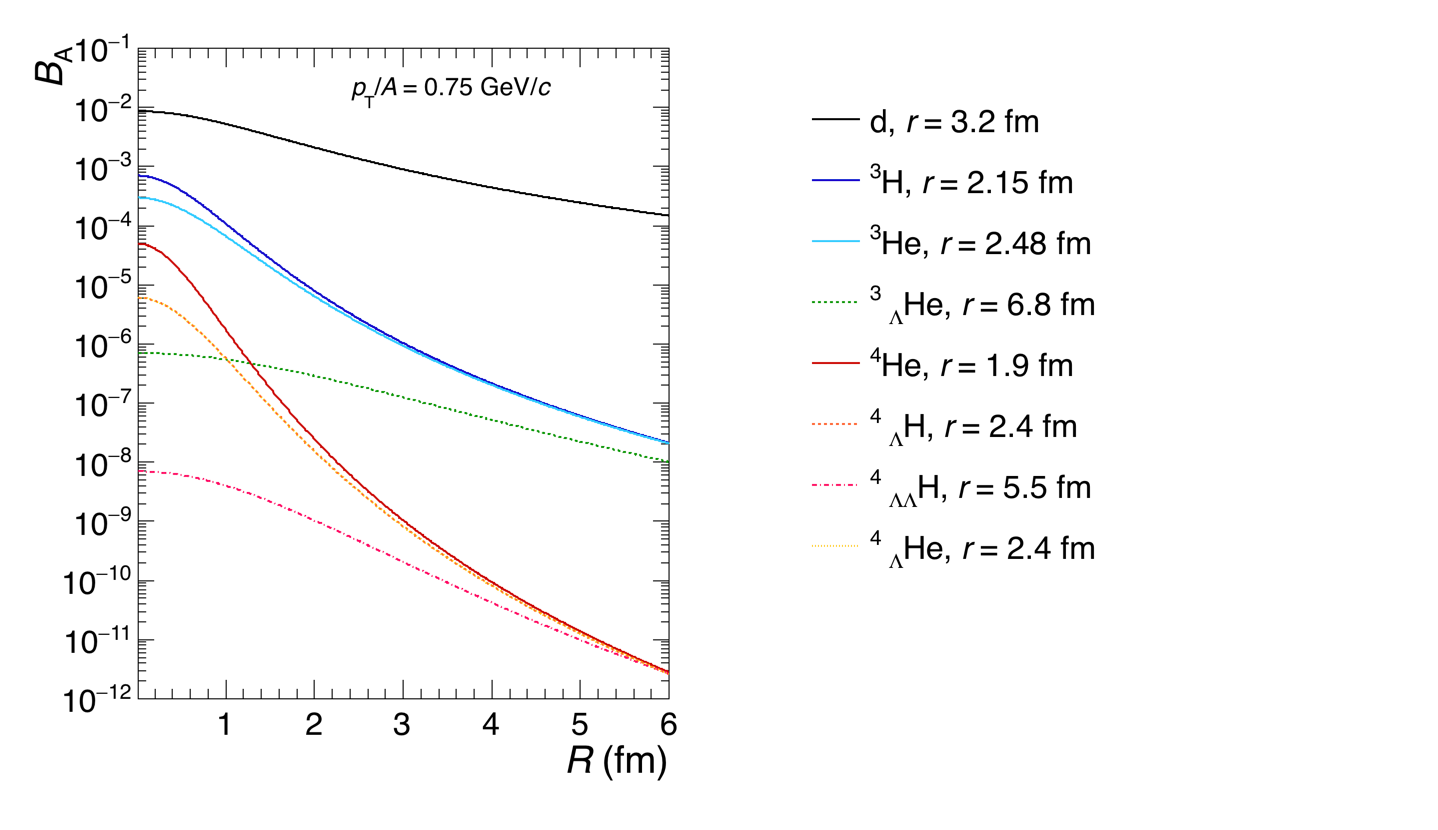 B_A
10⁻¹
10⁻²
10⁻³
10⁻⁴
10⁻⁵
10⁻⁶
10⁻⁷
10⁻⁸
10⁻⁹
10⁻¹⁰
10⁻¹¹
10⁻¹²
p_T/A = 0.75 GeV/c
1 2 3 4 5 6
R (fm)
d, r = 3.2 fm
³H, r = 2.15 fm
³He, r = 2.48 fm
³_ΛHe, r = 6.8 fm
⁴He, r = 1.9 fm
⁴_ΛH, r = 2.4 fm
⁴_ΛΛH, r = 5.5 fm
⁴_ΛHe, r = 2.4 fm